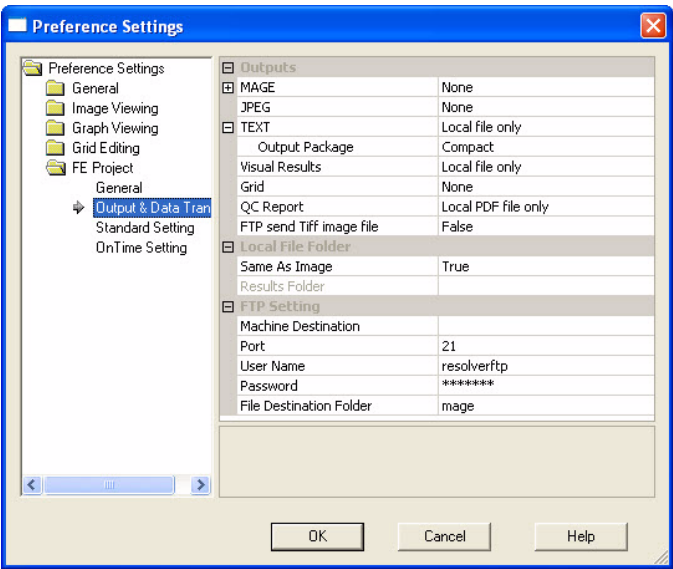 Preference Settings
Preference Settings
General
Image Viewing
Graph Viewing
Grid Editing
FE Project
General
Output & Data Tran
Standard Setting
OnTime Setting
Outputs
MAGE None
JPEG None
TEXT Local file only
Output Package Compact
Visual Results Local file only
Grid None
QC Report Local PDF file only
FTP send Tiff image file False
Local File Folder
Same As Image True
Results Folder
FTP Setting
Machine Destination
Port 21
User Name resolverftp
Password *******
File Destination Folder mage
OK Cancel Help